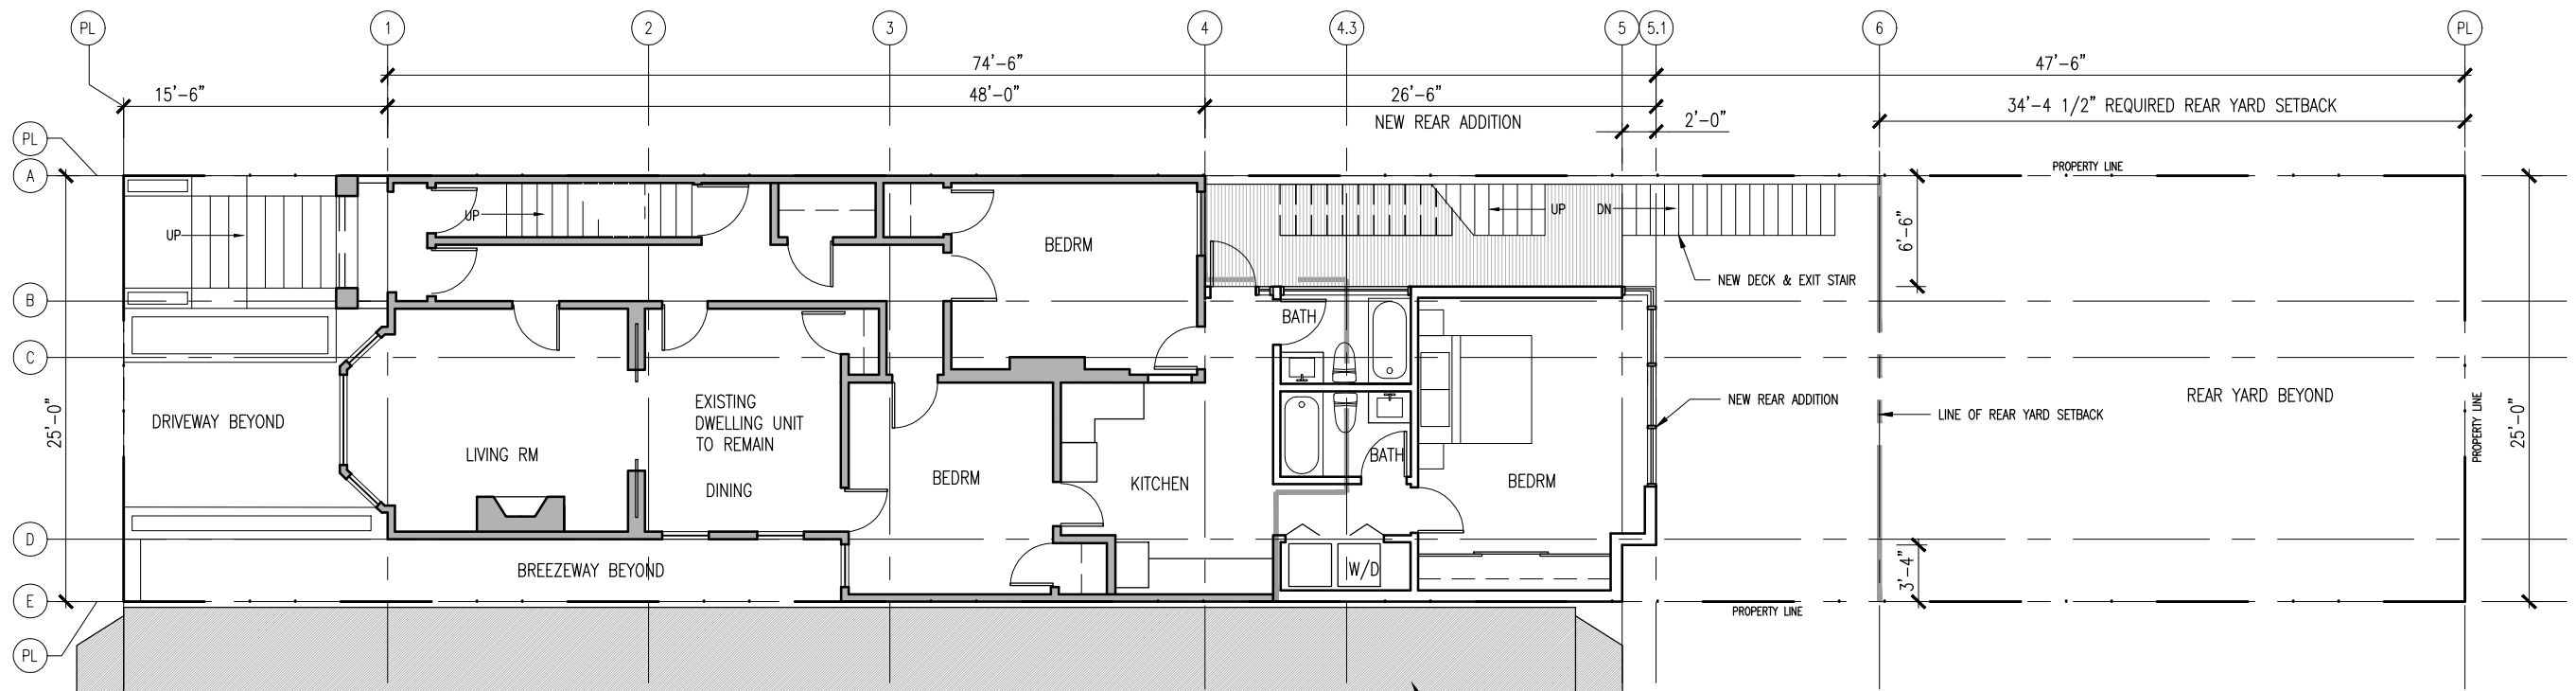 PL
1
2
3
4
4.3
5
5.1
6
PL
74'-6"
47'-6"
15'-6"
48'-0"
26'-6"
34'-4 1/2" REQUIRED REAR YARD SETBACK
NEW REAR ADDITION
2'-0"
PL
A
B
C
D
E
PL
25'-0"
UP
UP
BEDRM
UP
DN
PROPERTY LINE
6'-6"
NEW DECK & EXIT STAIR
BATH
DRIVEWAY BEYOND
LIVING RM
EXISTING
DWELLING UNIT
TO REMAIN
DINING
BEDRM
KITCHEN
BATH
BEDRM
NEW REAR ADDITION
LINE OF REAR YARD SETBACK
REAR YARD BEYOND
PROPERTY LINE
25'-0"
BREEZEWAY BEYOND
W/D
3'-4"
PROPERTY LINE